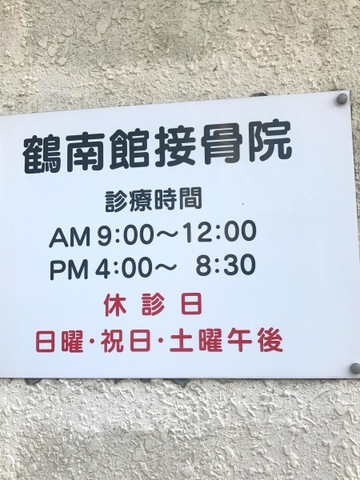 鶴南館接骨院
診療時間
AM 9:00～12:00
PM 4:00～ 8:30
休診日
日曜・祝日・土曜午後